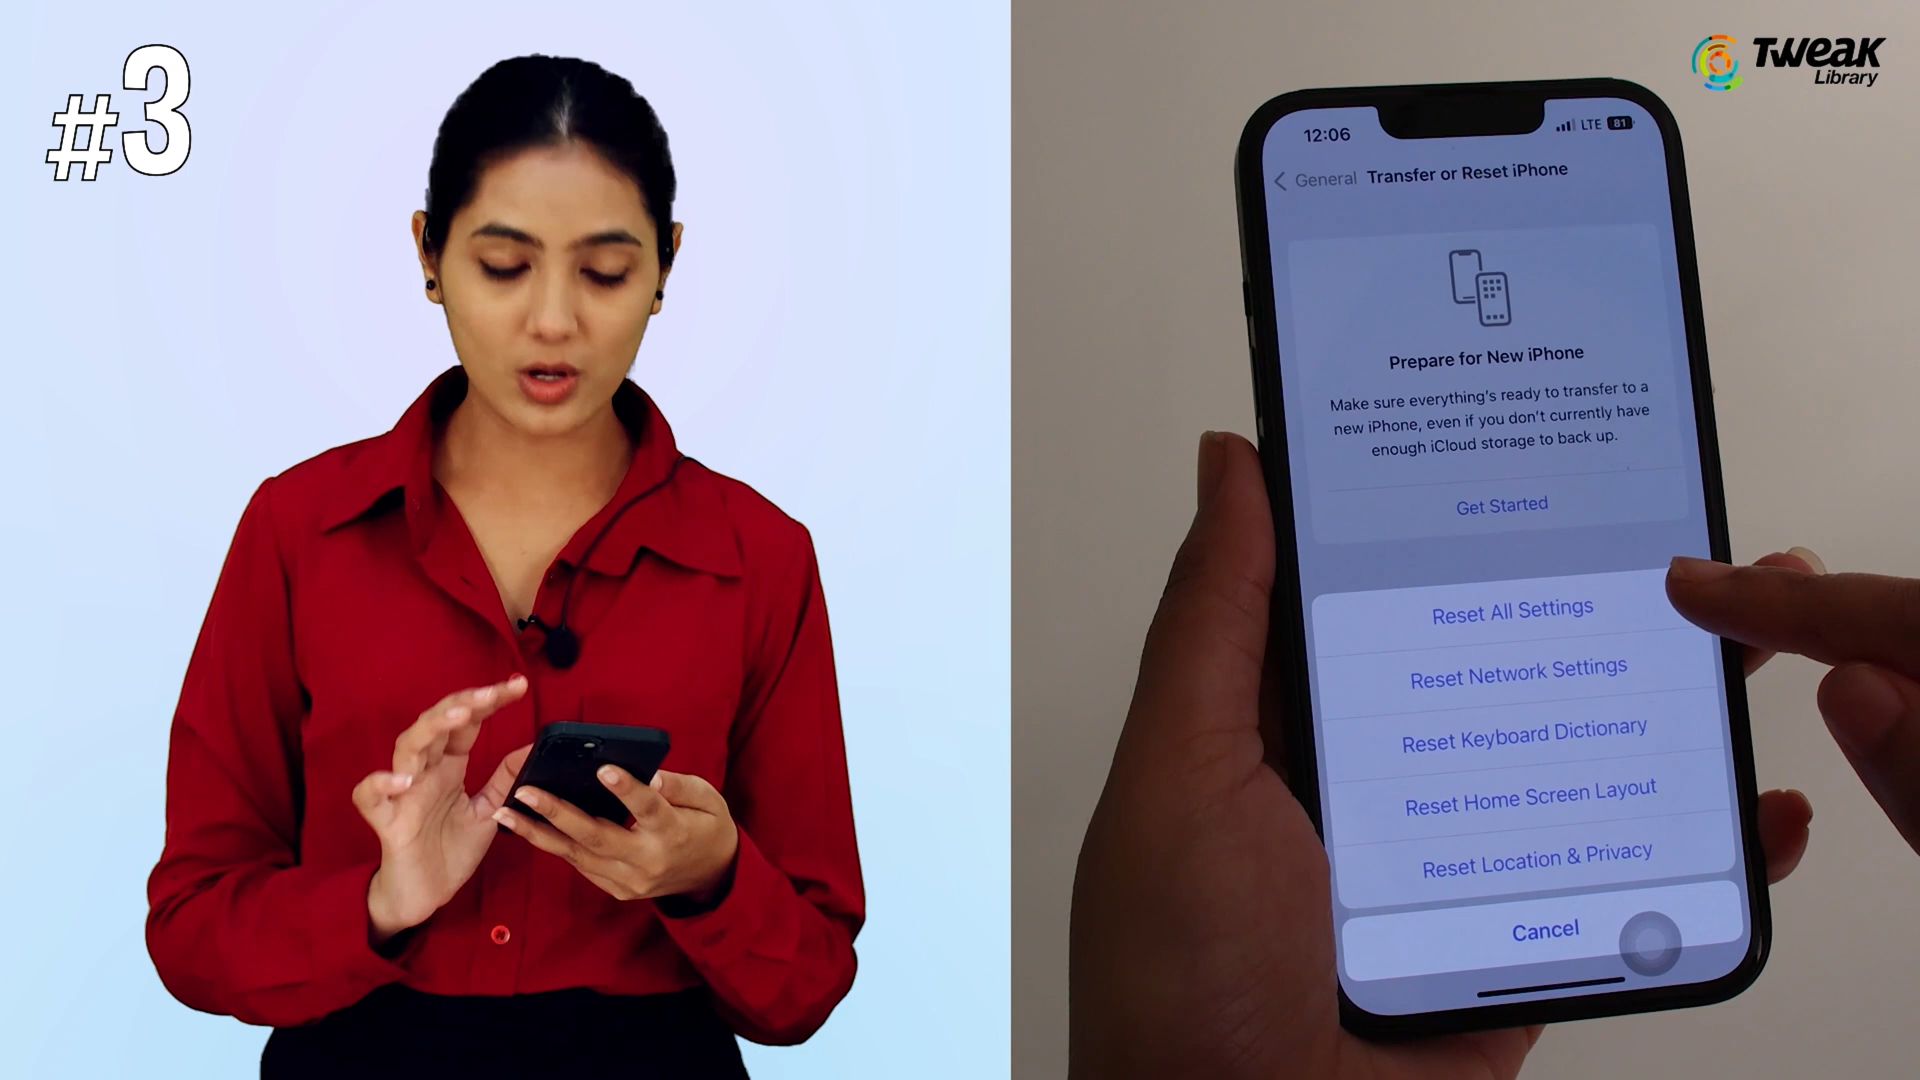 #3
Tweak
Library
12:06
LTE 81
General Transfer or Reset iPhone
Prepare for New iPhone
Make sure everything's ready to transfer to a
new iPhone, even if you don't currently have
enough iCloud storage to back up.
Get Started
Reset All Settings
Reset Network Settings
Reset Keyboard Dictionary
Reset Home Screen Layout
Reset Location & Privacy
Cancel